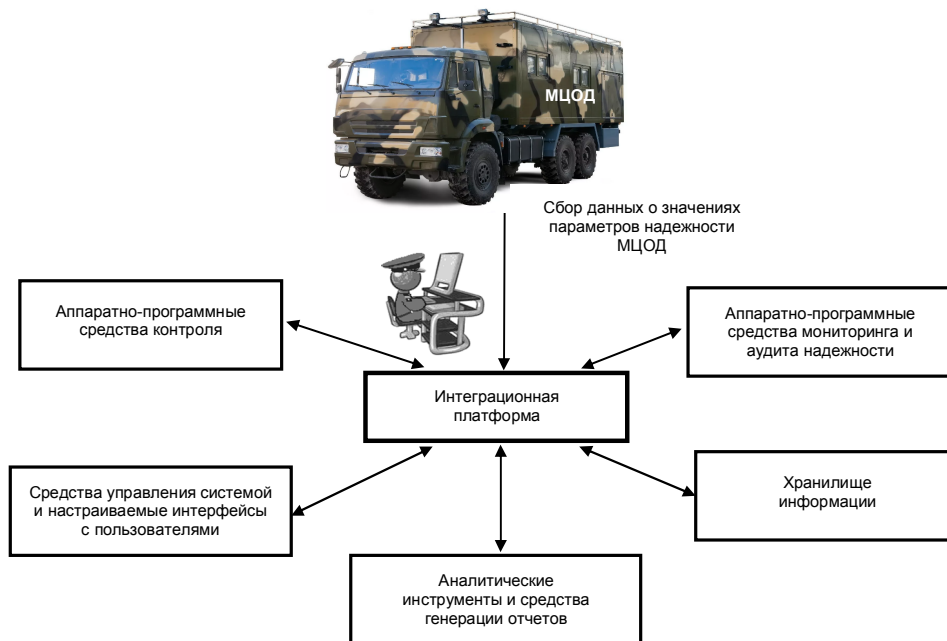 МЦОД
Сбор данных о значениях
параметров надежности
МЦОД
Аппаратно-программные
средства контроля
Аппаратно-программные
средства мониторинга и
аудита надежности
Интеграционная
платформа
Средства управления системой
и настраиваемые интерфейсы
с пользователями
Хранилище
информации
Аналитические
инструменты и средства
генерации отчетов